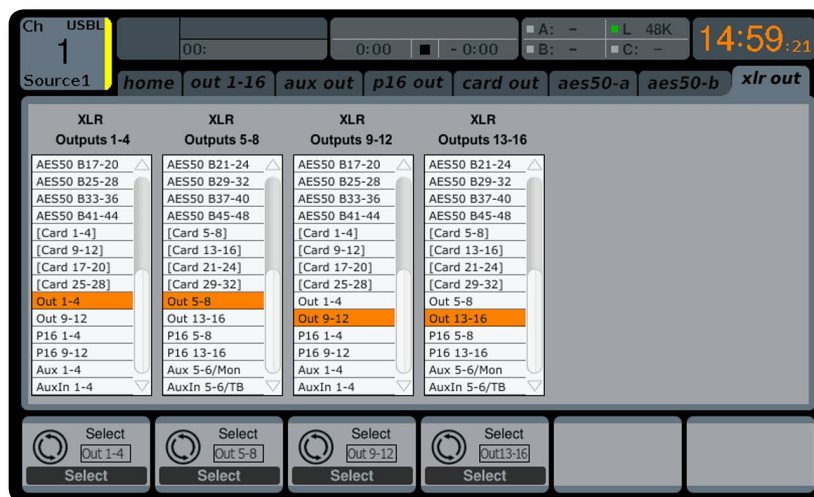 Ch USBL
1
Source1
00:
0:00 - 0:00
A: - L 48K
B: - C: -
14:59:21
home out 1-16 aux out p16 out card out aes50-a aes50-b xlr out
XLR
Outputs 1-4
AES50 B17-20
AES50 B25-28
AES50 B33-36
AES50 B41-44
[Card 1-4]
[Card 9-12]
[Card 17-20]
[Card 25-28]
Out 1-4
Out 9-12
P16 1-4
P16 9-12
Aux 1-4
AuxIn 1-4
XLR
Outputs 5-8
AES50 B21-24
AES50 B29-32
AES50 B37-40
AES50 B45-48
[Card 5-8]
[Card 13-16]
[Card 21-24]
[Card 29-32]
Out 5-8
Out 13-16
P16 5-8
P16 13-16
Aux 5-6/Mon
AuxIn 5-6/TB
XLR
Outputs 9-12
AES50 B17-20
AES50 B25-28
AES50 B33-36
AES50 B41-44
[Card 1-4]
[Card 9-12]
[Card 17-20]
[Card 25-28]
Out 1-4
Out 9-12
P16 1-4
P16 9-12
Aux 1-4
AuxIn 1-4
XLR
Outputs 13-16
AES50 B21-24
AES50 B29-32
AES50 B37-40
AES50 B45-48
[Card 5-8]
[Card 13-16]
[Card 21-24]
[Card 29-32]
Out 5-8
Out 13-16
P16 5-8
P16 13-16
Aux 5-6/Mon
AuxIn 5-6/TB
Select
Out 1-4
Select
Select
Out 5-8
Select
Select
Out 9-12
Select
Select
Out13-16
Select